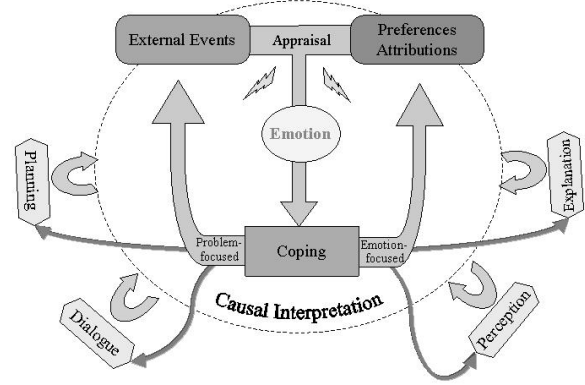 External Events
Appraisal
Preferences
Attributions
Emotion
Planning
Explanation
Problem-
focused
Coping
Emotion-
focused
Causal Interpretation
Dialogue
Perception